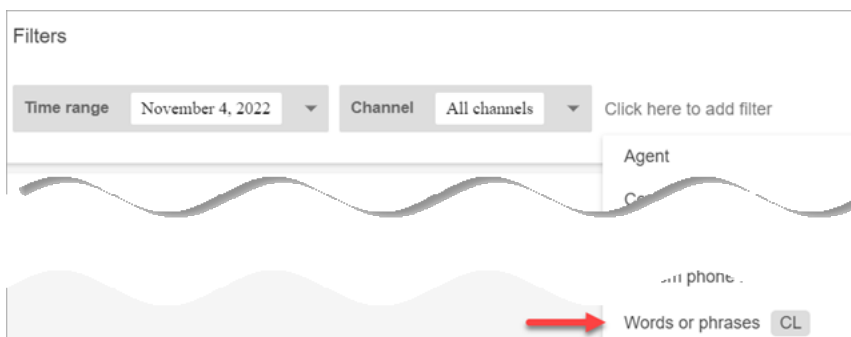 Filters
Time range November 4, 2022 Channel All channels Click here to add filter
Agent
phone
Words or phrases CL